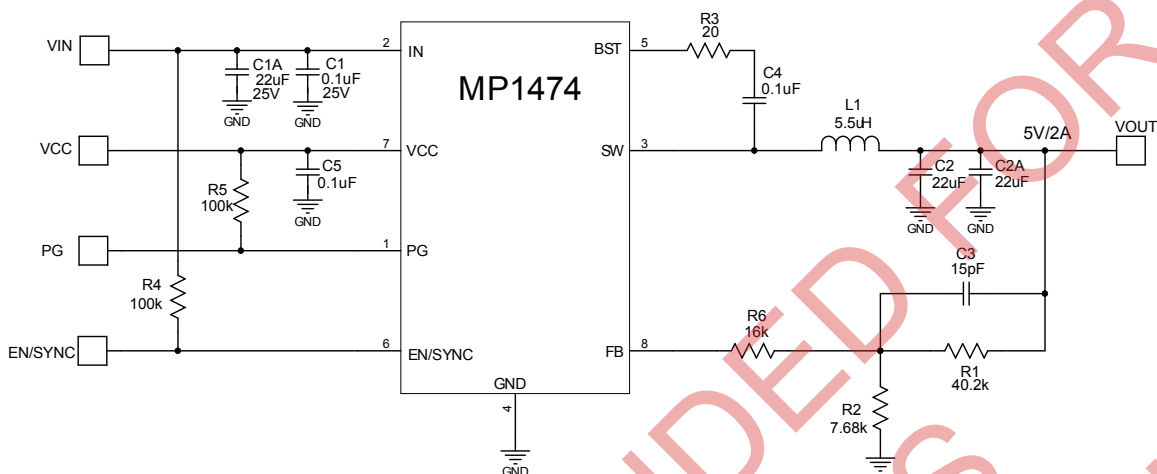 VIN
2
IN
C1A
22uF
25V
GND
C1
0.1uF
25V
GND
MP1474
BST
5
R3
20
C4
0.1uF
VCC
7
VCC
R5
100k
C5
0.1uF
GND
SW
3
L1
5.5uH
5V/2A
VOUT
C2
22uF
GND
C2A
22uF
GND
PG
1
PG
R4
100k
C3
15pF
EN/SYNC
6
EN/SYNC
FB
8
R6
16k
R1
40.2k
R2
7.68k
GND
4
GND
NDED FOR
S